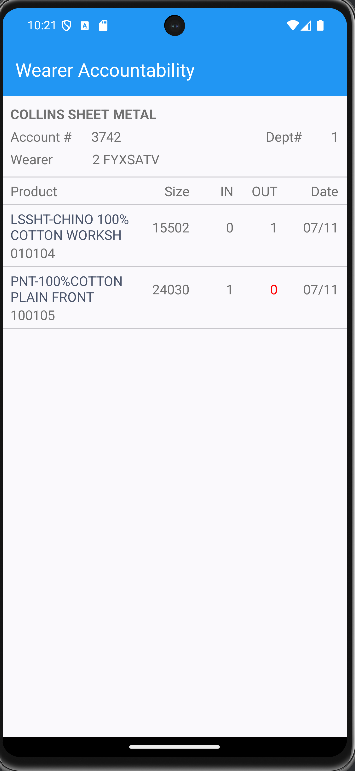 10:21
Wearer Accountability
COLLINS SHEET METAL
Account # 3742 Dept# 1
Wearer 2 FYXSATV
Product Size IN OUT Date
LSSHT-CHINO 100%
COTTON WORKSH
15502 0 1 07/11
010104
PNT-100%COTTON
PLAIN FRONT
24030 1 0 07/11
100105